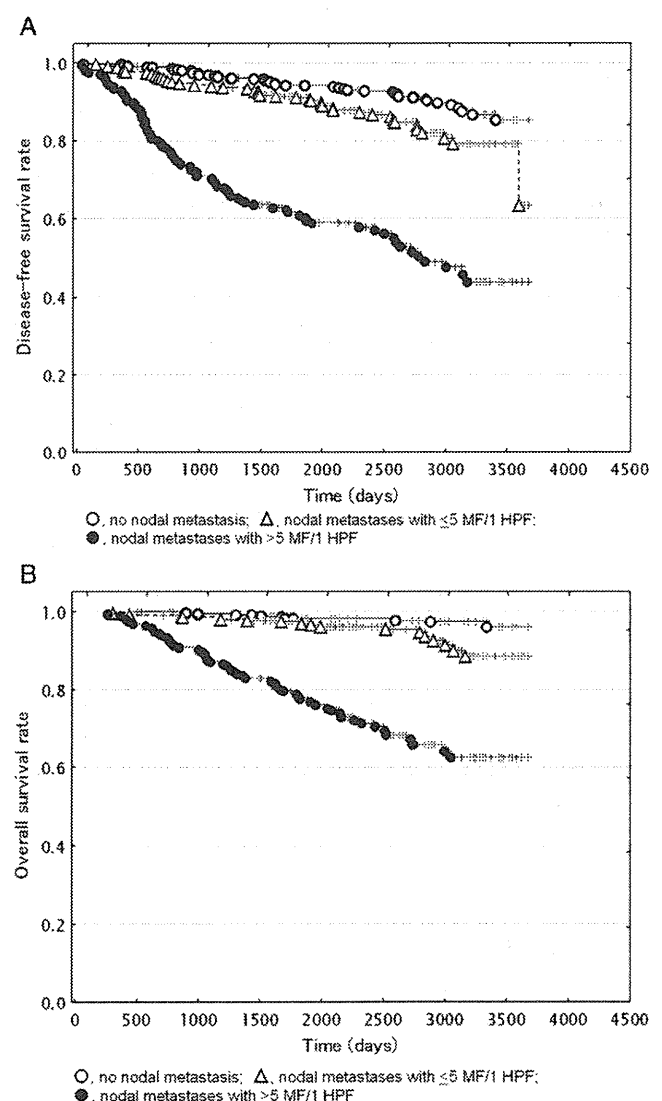 A
Disease-free survival rate
1.0
0.8
0.6
0.4
0.2
0.0
0 500 1000 1500 2000 2500 3000 3500 4000 4500
Time (days)
○, no nodal metastasis; △, nodal metastases with ≤5 MF/1 HPF;
●, nodal metastases with >5 MF/1 HPF
B
Overall survival rate
1.0
0.8
0.6
0.4
0.2
0.0
0 500 1000 1500 2000 2500 3000 3500 4000 4500
Time (days)
○, no nodal metastasis; △, nodal metastases with ≤5 MF/1 HPF;
●, nodal metastases with >5 MF/1 HPF